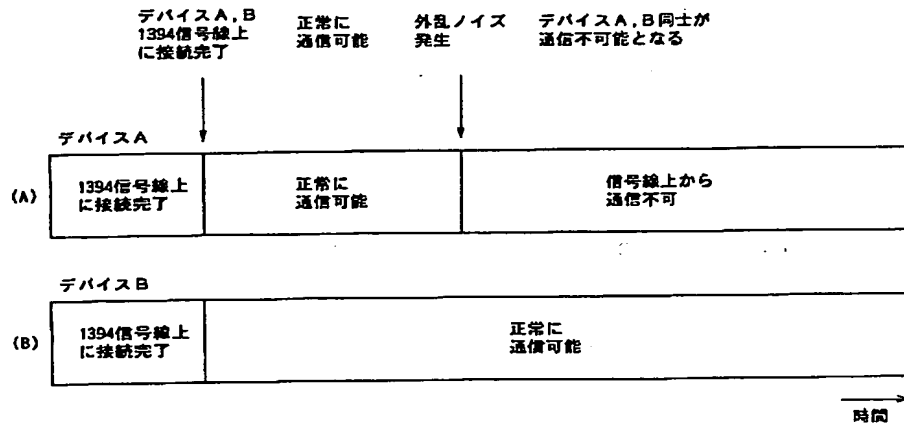 デバイスA,B
1394信号線上
に接続完了
正常に
通信可能
外乱ノイズ
発生
デバイスA,B同士が
通信不可能となる
デバイスA
(A)
1394信号線上
に接続完了
正常に
通信可能
信号線上から
通信不可
デバイスB
(B)
1394信号線上
に接続完了
正常に
通信可能
時間